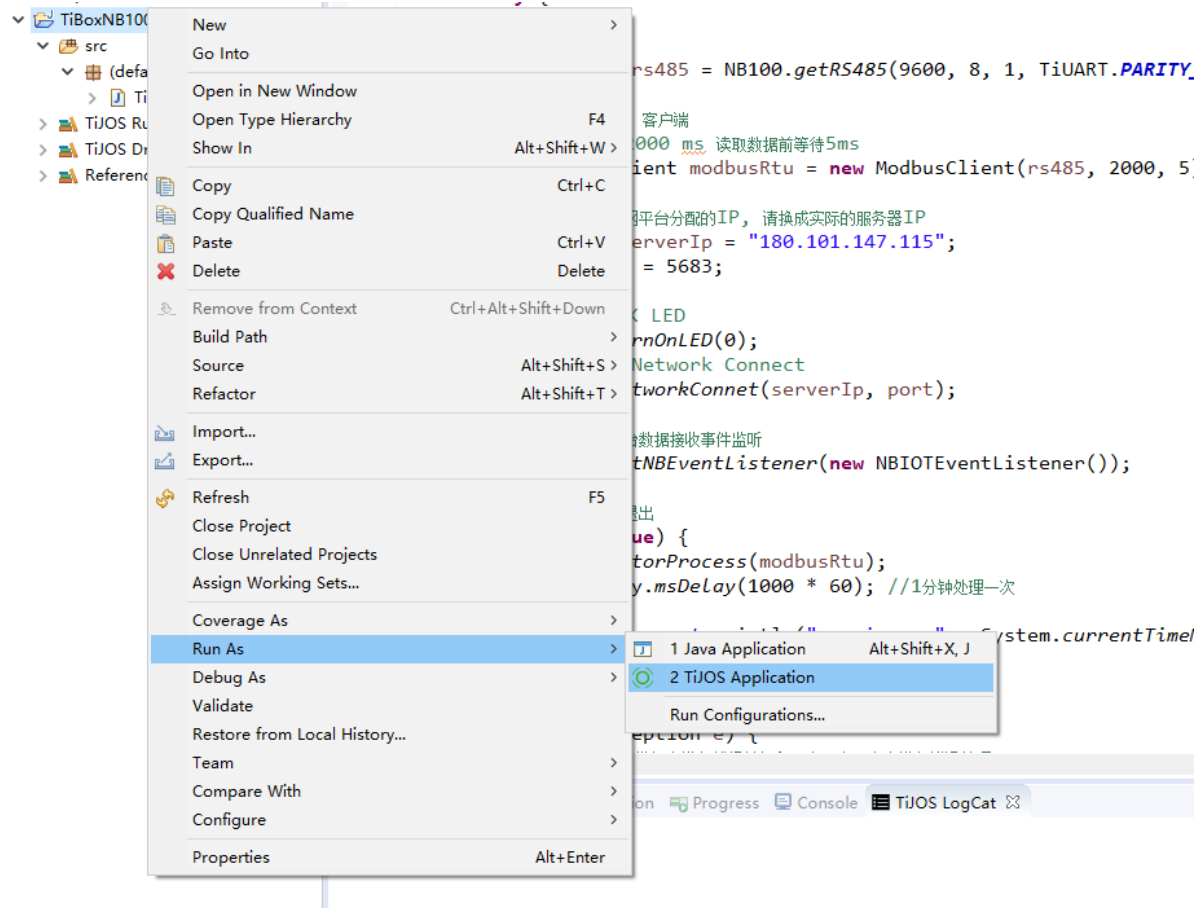 TiBoxNB100
src
(defa
Ti
TiJOS Ru
TiJOS Dr
Referenc
New
Go Into
Open in New Window
Open Type Hierarchy F4
Show In Alt+Shift+W
Copy Ctrl+C
Copy Qualified Name
Paste Ctrl+V
Delete Delete
Remove from Context Ctrl+Alt+Shift+Down
Build Path
Source Alt+Shift+S
Refactor Alt+Shift+T
Import...
Export...
Refresh F5
Close Project
Close Unrelated Projects
Assign Working Sets...
Coverage As
Run As
Debug As
Validate
Restore from Local History...
Team
Compare With
Configure
Properties Alt+Enter
1 Java Application Alt+Shift+X, J
2 TiJOS Application
Run Configurations...
rs485 = NB100.getRS485(9600, 8, 1, TiUART.PARITY_
客户端
000 ms 读取数据前等待5ms
ient modbusRtu = new ModbusClient(rs485, 2000, 5)
平台分配的IP, 请换成实际的服务器IP
erverIp = "180.101.147.115";
= 5683;
LED
rnOnLED(0);
Network Connect
tworkConnet(serverIp, port);
数据接收事件监听
tNBEventListener(new NBIOTEventListener());
退出
ue) {
torProcess(modbusRtu);
y.msDelay(1000 * 60); //1分钟处理一次
System.currentTimeM
eption e) {
ion Progress Console TiJOS LogCat